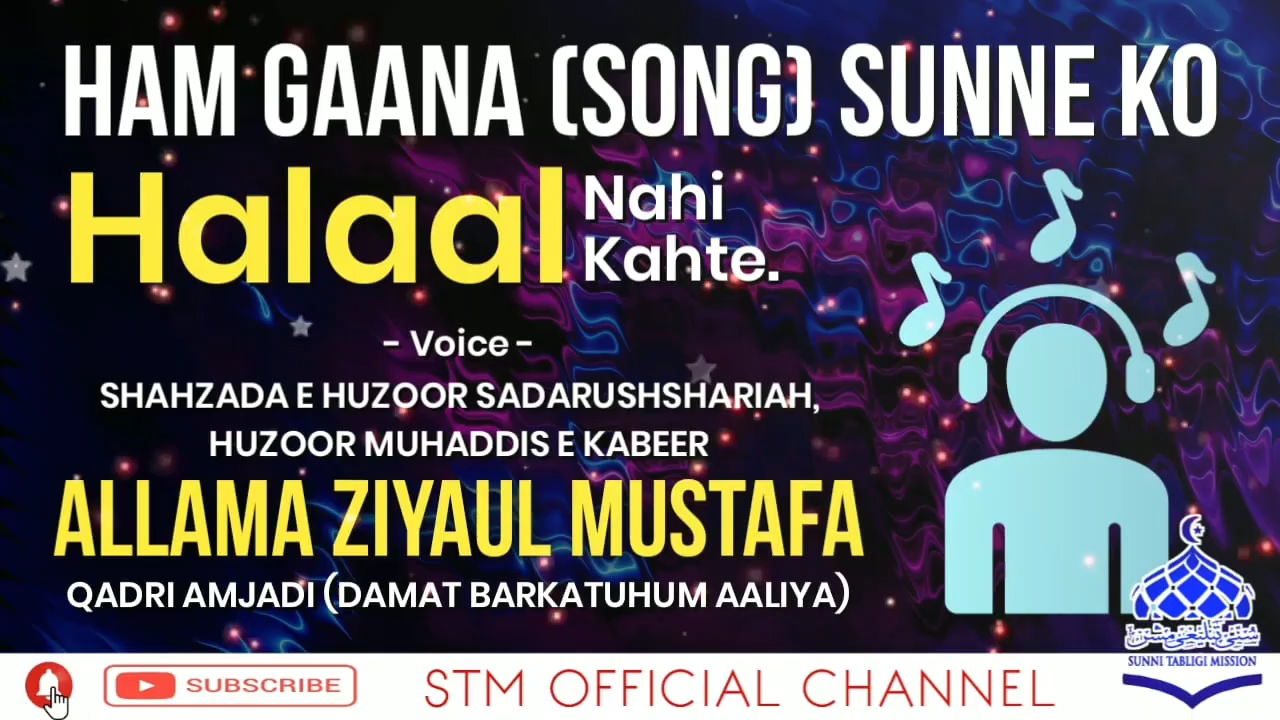 HAM GAANA (SONG) SUNNE KO
Halaal Nahi
Kahte.
- Voice -
SHAHZADA E HUZOOR SADARUSHSHARIAH,
HUZOOR MUHADDIS E KABEER
ALLAMA ZIYAUL MUSTAFA
QADRI AMJADI (DAMAT BARKATUHUM AALIYA)
SUNNI TABLIGI MISSION
SUBSCRIBE
STM OFFICIAL CHANNEL